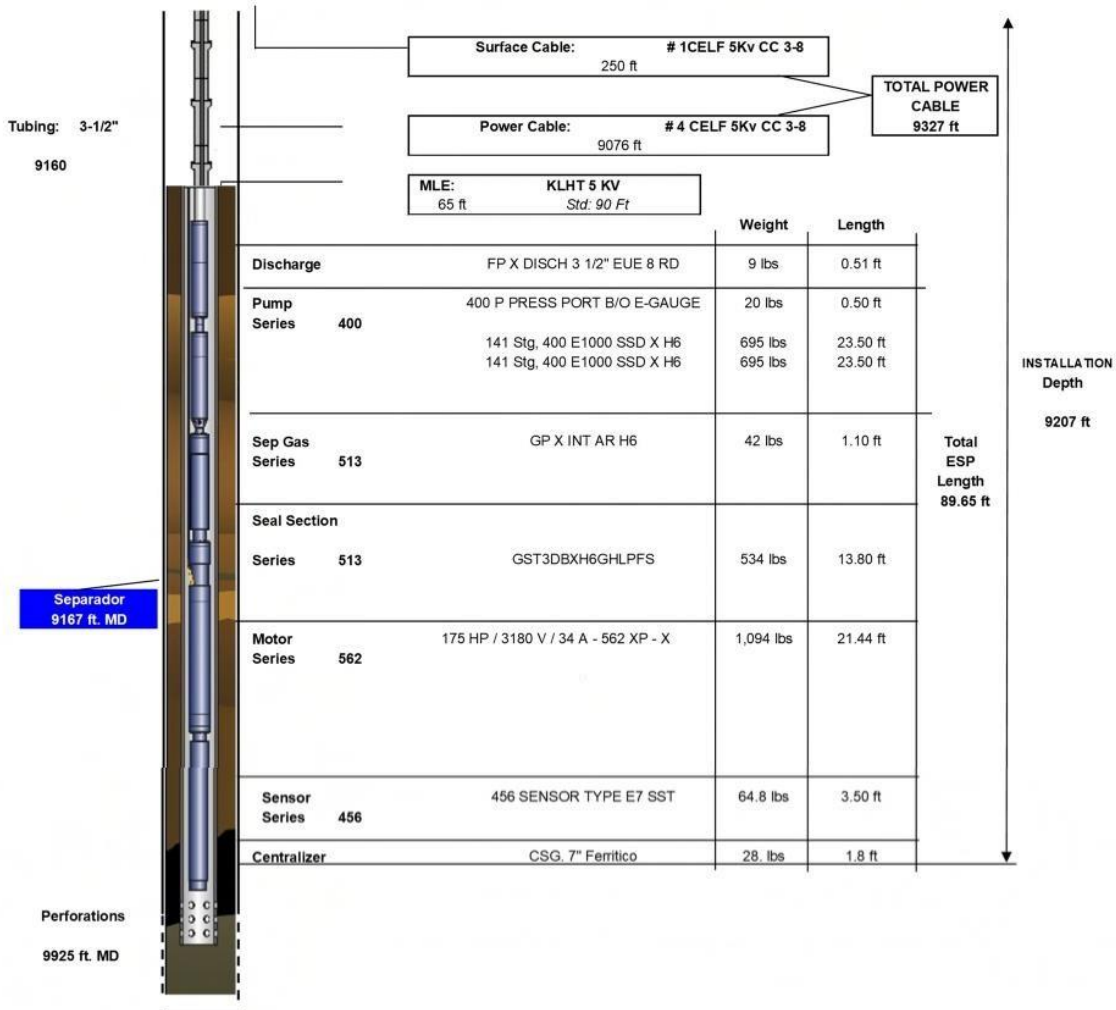 Surface Cable: # 1CELF 5Kv CC 3-8
250 ft
TOTAL POWER
CABLE
9327 ft
Tubing: 3-1/2"
9160
Power Cable: # 4 CELF 5Kv CC 3-8
9076 ft
MLE: KLHT 5 KV
65 ft Std: 90 Ft
Weight Length
Discharge FP X DISCH 3 1/2" EUE 8 RD 9 lbs 0.51 ft
Pump 400 P PRESS PORT B/O E-GAUGE 20 lbs 0.50 ft
Series 400
141 Stg, 400 E1000 SSD X H6 695 lbs 23.50 ft
141 Stg, 400 E1000 SSD X H6 695 lbs 23.50 ft
INSTALLATION
Depth
9207 ft
Sep Gas GP X INT AR H6 42 lbs 1.10 ft
Series 513
Total
ESP
Length
89.65 ft
Seal Section
Series 513 GST3DBXH6GHLPFS 534 lbs 13.80 ft
Separador
9167 ft. MD
Motor 175 HP / 3180 V / 34 A - 562 XP - X 1,094 lbs 21.44 ft
Series 562
Sensor 456 SENSOR TYPE E7 SST 64.8 lbs 3.50 ft
Series 456
Centralizer CSG. 7" Ferritico 28. lbs 1.8 ft
Perforations
9925 ft. MD